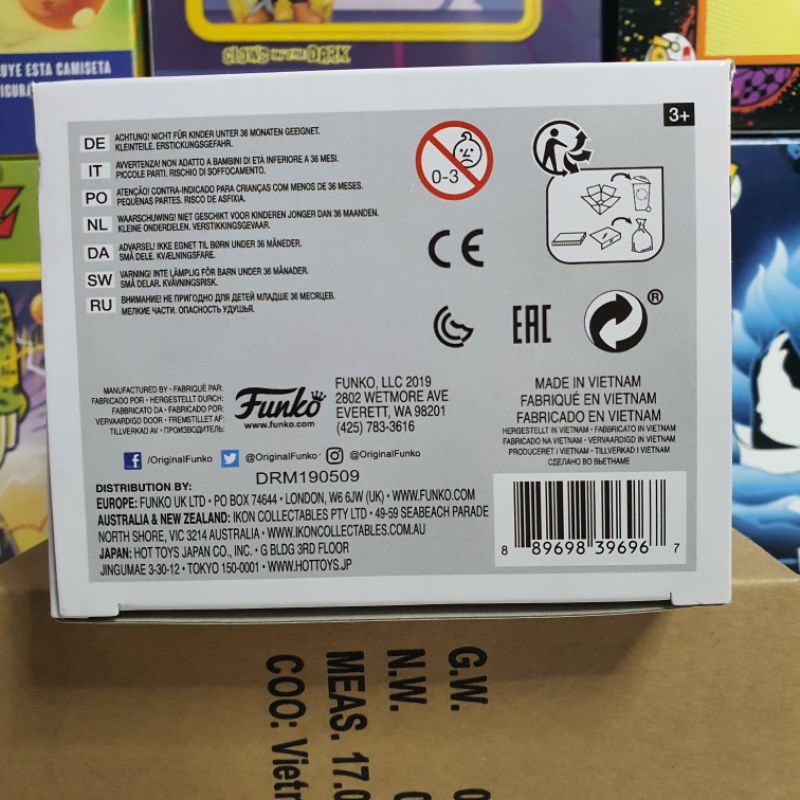 GLOWS IN THE DARK
UYE ESTA CAMISETA
3+
DE ACHTUNG! NICHT FÜR KINDER UNTER 36 MONATEN GEEIGNET.
KLEINTEILE. ERSTICKUNGSGEFAHR.
IT AVVERTENZA! NON ADATTO A BAMBINI DI ETÀ INFERIORE A 36 MESI.
PICCOLE PARTI. RISCHIO DI SOFFOCAMENTO.
PO ATENÇÃO! CONTRA-INDICADO PARA CRIANÇAS COM MENOS DE 36 MESES.
PEQUENAS PARTES. RISCO DE ASFIXIA.
NL WAARSCHUWING! NIET GESCHIKT VOOR KINDEREN JONGER DAN 36 MAANDEN.
KLEINE ONDERDELEN. VERSTIKKINGSGEVAAR.
DA ADVARSEL! IKKE EGNET TIL BØRN UNDER 36 MÅNEDER.
SMÅ DELE. KVÆLNINGSFARE.
SW VARNING! INTE LÄMPLIG FÖR BARN UNDER 36 MÅNADER.
SMÅ DELAR. KVÄVNINGSRISK.
RU ВНИМАНИЕ! НЕ ПРИГОДНО ДЛЯ ДЕТЕЙ МЛАДШЕ 36 МЕСЯЦЕВ.
МЕЛКИЕ ЧАСТИ. ОПАСНОСТЬ УДУШЬЯ.
0-3
CE
EAC
®
MANUFACTURED BY • FABRIQUÉ PAR:
FABRICADO POR • HERGESTELLT DURCH:
FABBRICATO DA • FABRICADO POR:
VERVAARDIGD DOOR • FREMSTILLET AF:
TILLVERKAD AV • ПРОИЗВОДИТЕЛЬ:
Funko
www.funko.com
FUNKO, LLC 2019
2802 WETMORE AVE
EVERETT, WA 98201
(425) 783-3616
MADE IN VIETNAM
FABRIQUÉ EN VIETNAM
FABRICADO EN VIETNAM
HERGESTELLT IN VIETNAM • FABBRICATO IN VIETNAM
FABRICADO NA VIETNAM • VERVAARDIGD IN VIETNAM
PRODUCERET I VIETNAM • TILLVERKAD I VIETNAM
СДЕЛАНО ВО ВЬЕТНАМЕ
/OriginalFunko @OriginalFunko @OriginalFunko
DRM190509
DISTRIBUTION BY:
EUROPE: FUNKO UK LTD • PO BOX 74644 • LONDON, W6 6JW (UK) • WWW.FUNKO.COM
AUSTRALIA & NEW ZEALAND: IKON COLLECTABLES PTY LTD • 49-59 SEABEACH PARADE
NORTH SHORE, VIC 3214 AUSTRALIA • WWW.IKONCOLLECTABLES.COM.AU
JAPAN: HOT TOYS JAPAN CO., INC. • G BLDG 3RD FLOOR
JINGUMAE 3-30-12 • TOKYO 150-0001 • WWW.HOTTOYS.JP
8 89698 39696 7
G.W.
N.W.
MEAS. 17.0
COO: Vietn